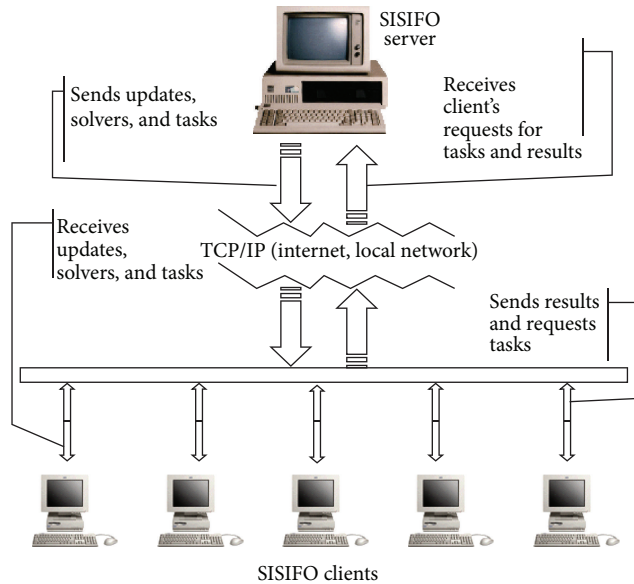 SISIFO
server
Sends updates,
solvers, and tasks
Receives
client's
requests for
tasks and results
Receives
updates,
solvers, and tasks
TCP/IP (internet, local network)
Sends results
and requests
tasks
SISIFO clients